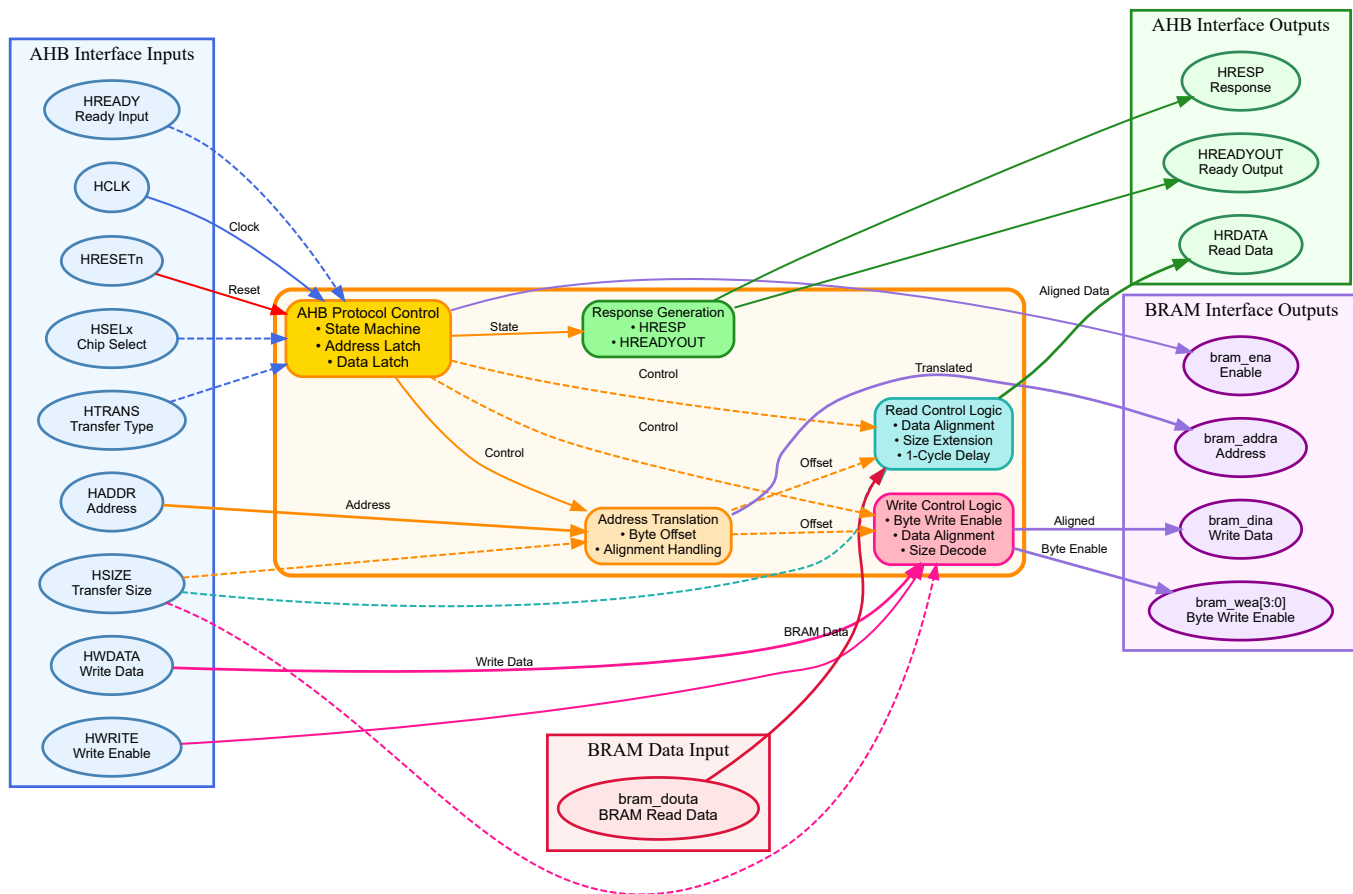 AHB Interface Inputs
HREADY
Ready Input
HCLK
HRESETn
HSELx
Chip Select
HTRANS
Transfer Type
HADDR
Address
HSIZE
Transfer Size
HWDATA
Write Data
HWRITE
Write Enable
Clock
Reset
Address
Write Data
AHB Protocol Control
• State Machine
• Address Latch
• Data Latch
State
Control
Control
Control
Response Generation
• HRESP
• HREADYOUT
Address Translation
• Byte Offset
• Alignment Handling
Offset
Offset
Translated
Read Control Logic
• Data Alignment
• Size Extension
• 1-Cycle Delay
Write Control Logic
• Byte Write Enable
• Data Alignment
• Size Decode
BRAM Data
BRAM Data Input
bram_douta
BRAM Read Data
Aligned Data
Aligned
Byte Enable
AHB Interface Outputs
HRESP
Response
HREADYOUT
Ready Output
HRDATA
Read Data
BRAM Interface Outputs
bram_ena
Enable
bram_addra
Address
bram_dina
Write Data
bram_wea[3:0]
Byte Write Enable